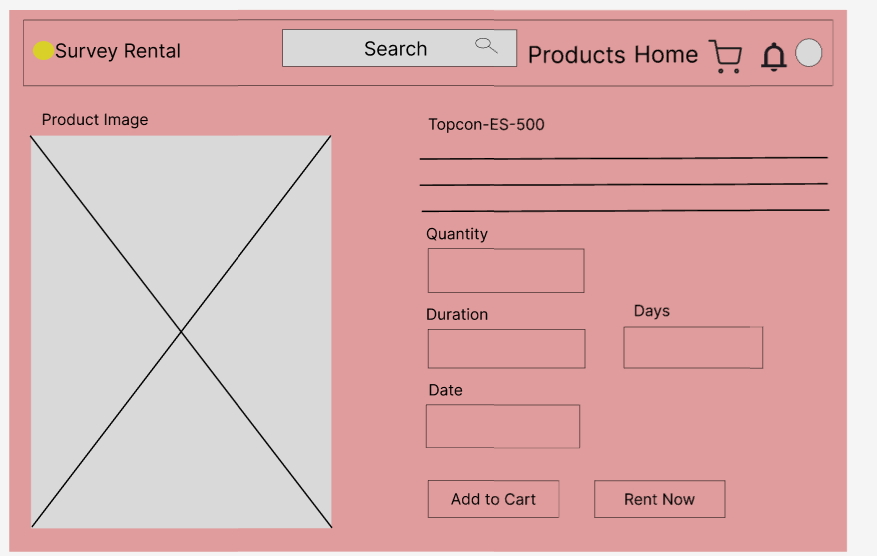 Survey Rental
Search
Products Home
Product Image
Topcon-ES-500
Quantity
Duration
Days
Date
Add to Cart
Rent Now